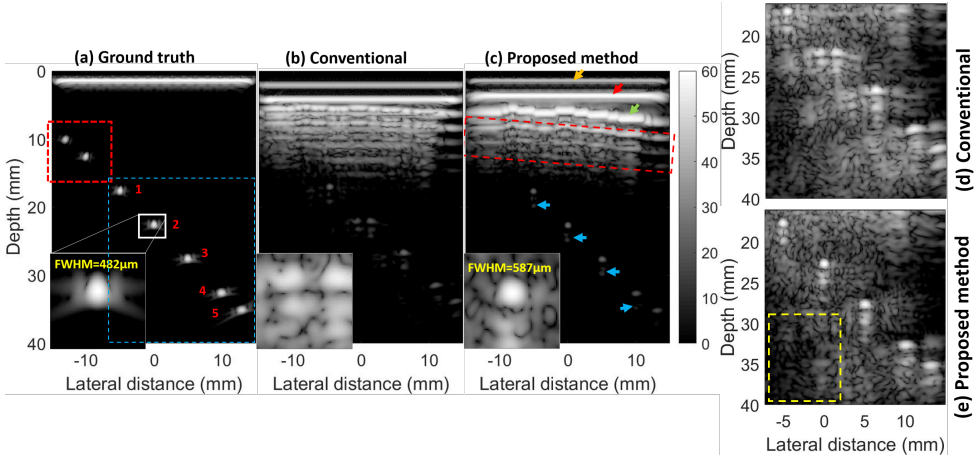 (a) Ground truth
(b) Conventional
(c) Proposed method
0
10
20
30
40
Depth (mm)
1
2
3
4
5
FWHM=482μm
FWHM=587μm
-10
0
10
Lateral distance (mm)
-10
0
10
Lateral distance (mm)
-10
0
10
Lateral distance (mm)
60
50
40
30
20
10
0
20
30
40
Depth (mm)
(d) Conventional
20
25
30
35
40
Depth (mm)
-5
0
5
10
Lateral distance (mm)
(e) Proposed method